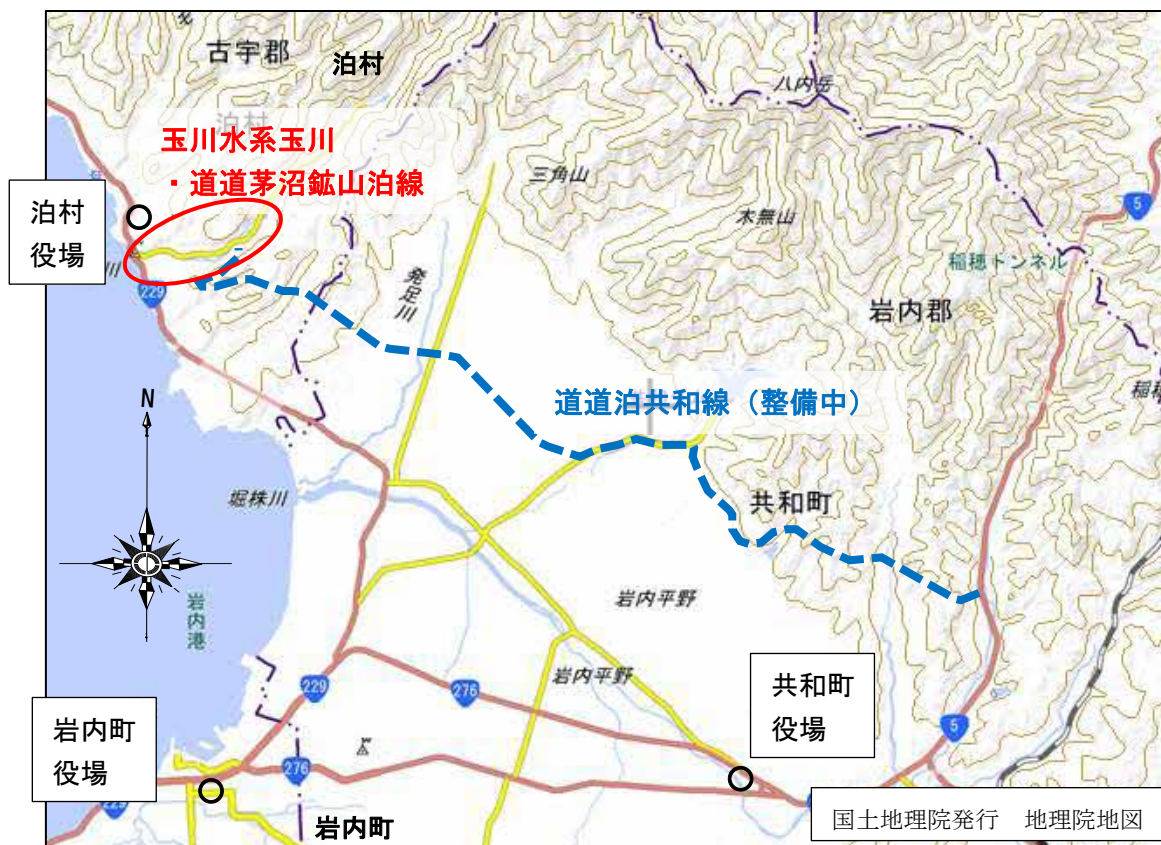 古宇郡
泊村
泊村
八内岳
玉川水系玉川
・道道茅沼鉱山泊線
三角山
木無山
5
泊村
役場
稲穂トンネル
川
229
発足川
岩内郡
道道泊共和線（整備中）
N
堀株川
共和町
岩内港
岩内平野
岩内平野
共和町
役場
229
276
5
岩内町
役場
276
229
岩内町
国土地理院発行　地理院地図